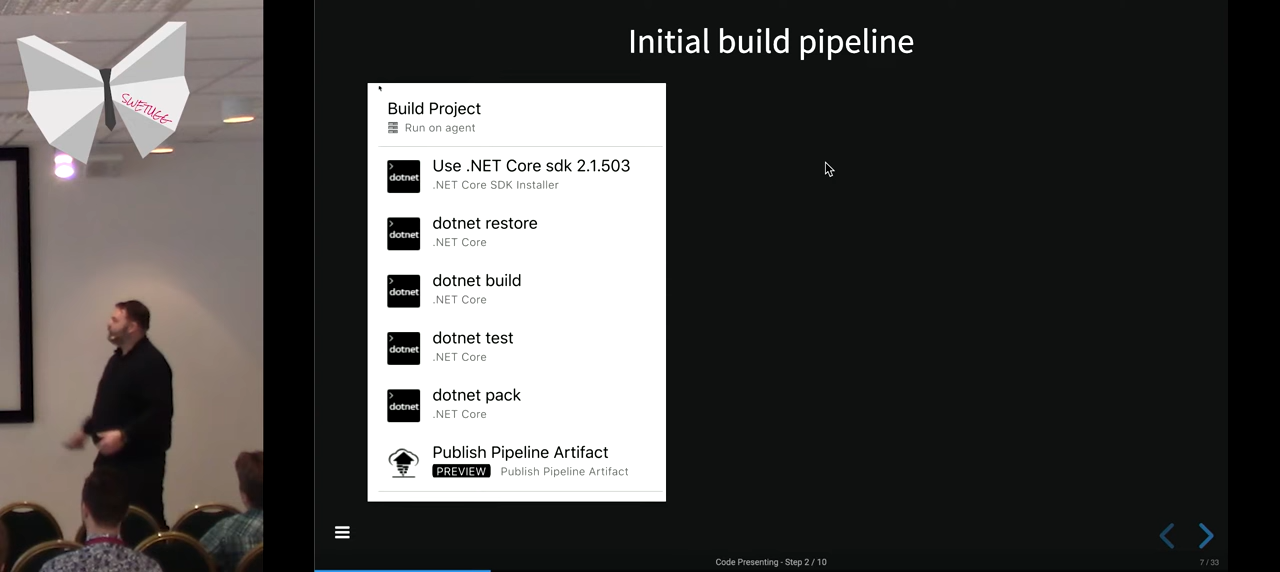 SWETUGG
Initial build pipeline
Build Project
Run on agent
dotnet
Use .NET Core sdk 2.1.503
.NET Core SDK Installer
dotnet
dotnet restore
.NET Core
dotnet
dotnet build
.NET Core
dotnet
dotnet test
.NET Core
dotnet
dotnet pack
.NET Core
Publish Pipeline Artifact
PREVIEW Publish Pipeline Artifact
Code Presenting - Step 2 / 10
7 / 33